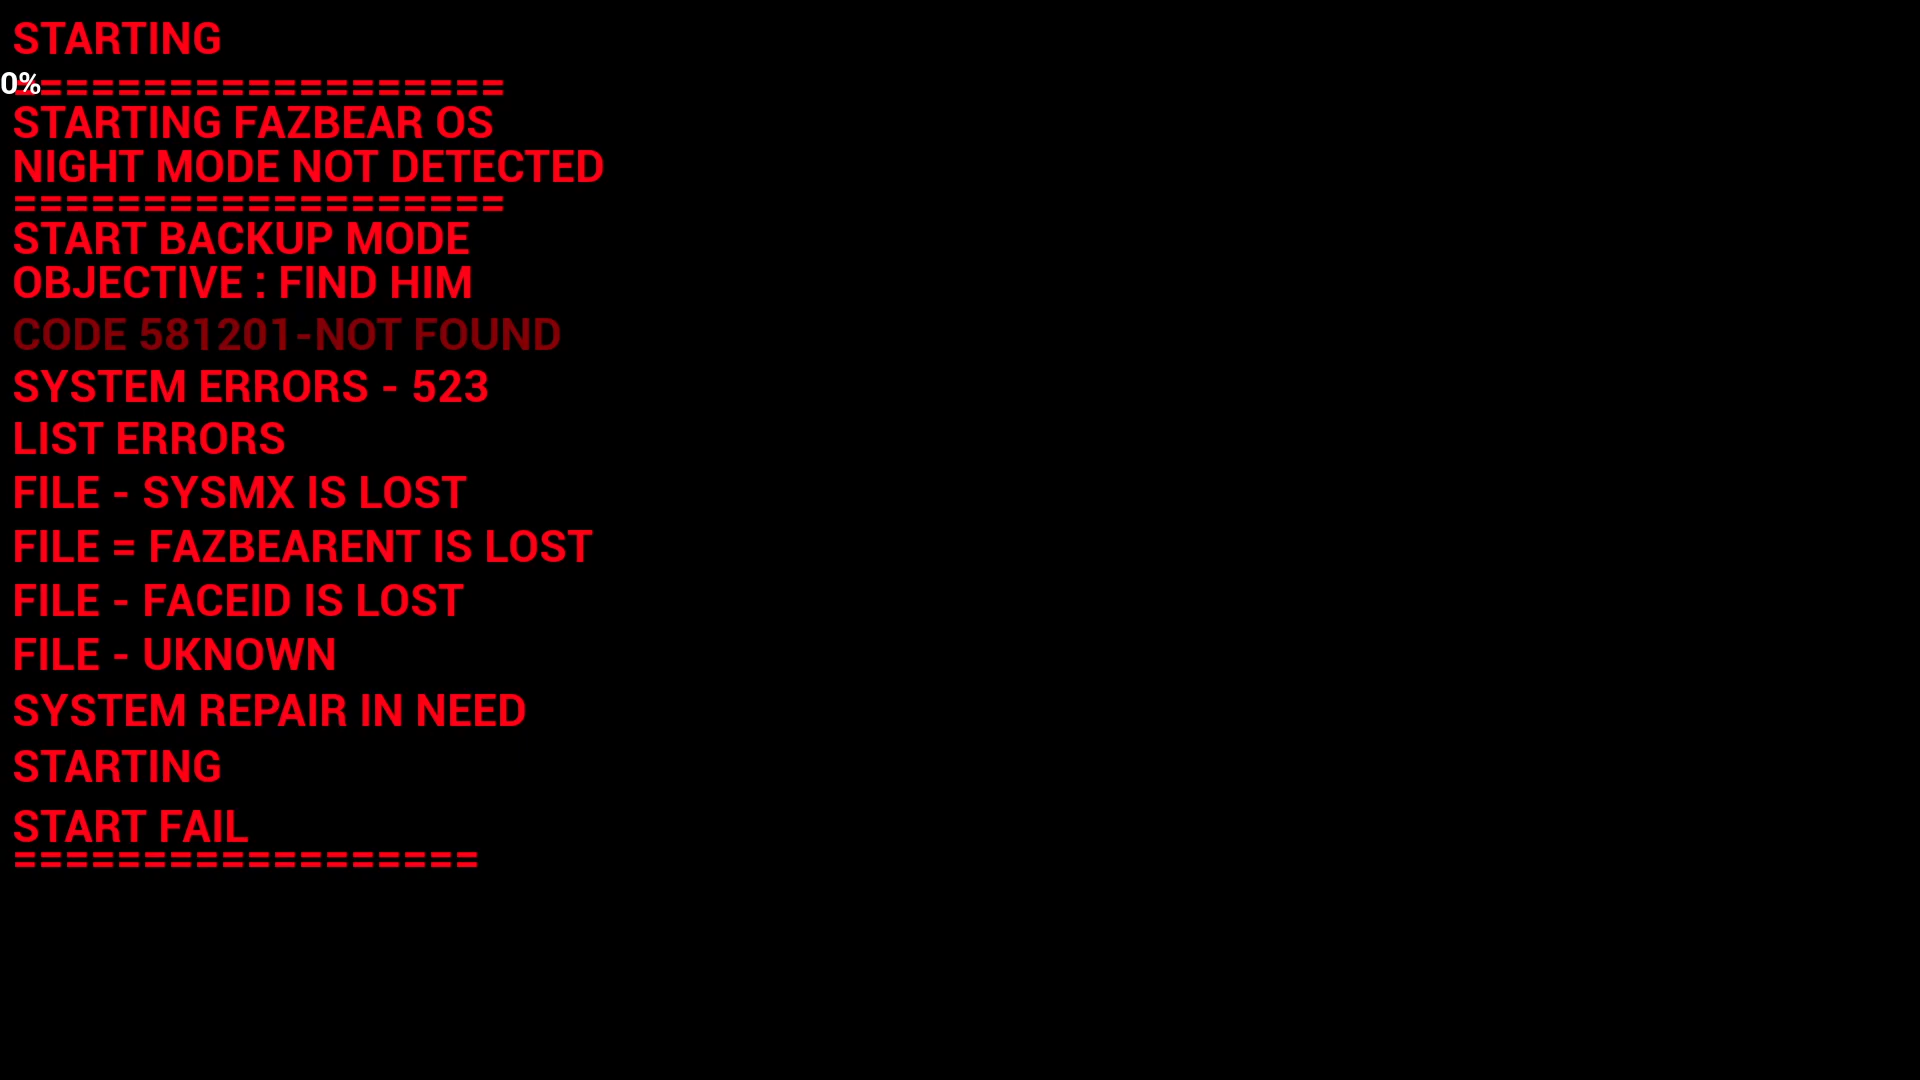 STARTING
0%
===================
STARTING FAZBEAR OS
NIGHT MODE NOT DETECTED
===================
START BACKUP MODE
OBJECTIVE : FIND HIM
CODE 581201-NOT FOUND
SYSTEM ERRORS - 523
LIST ERRORS
FILE - SYSMX IS LOST
FILE = FAZBEARENT IS LOST
FILE - FACEID IS LOST
FILE - UKNOWN
SYSTEM REPAIR IN NEED
STARTING
START FAIL
==================